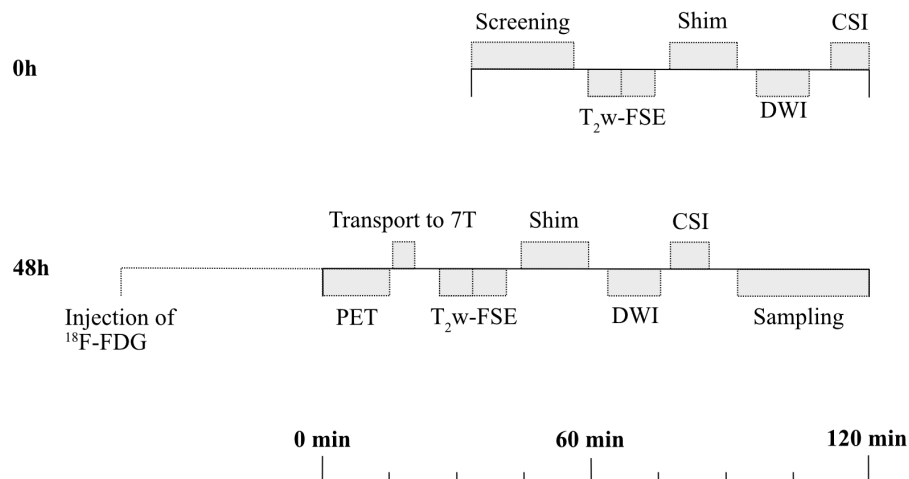 Screening
Shim
CSI
0h
T₂w-FSE
DWI
Transport to 7T
Shim
CSI
48h
Injection of
¹⁸F-FDG
PET
T₂w-FSE
DWI
Sampling
0 min
60 min
120 min